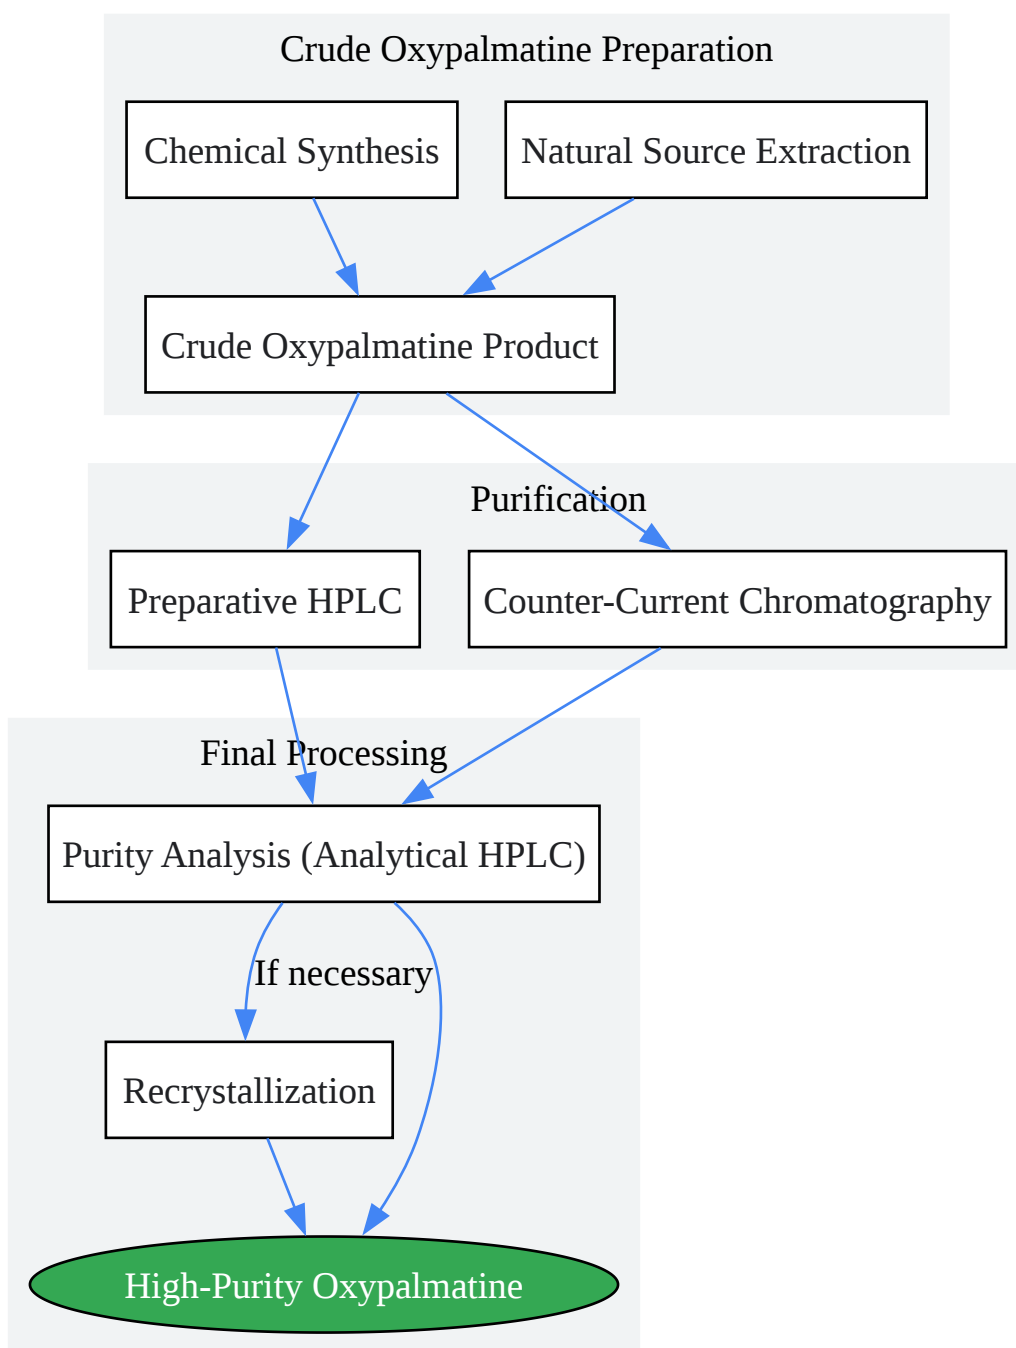 Crude Oxypalmatine Preparation
Chemical Synthesis
Natural Source Extraction
Crude Oxypalmatine Product
Purification
Preparative HPLC
Counter-Current Chromatography
Final Processing
Purity Analysis (Analytical HPLC)
If necessary
Recrystallization
High-Purity Oxypalmatine